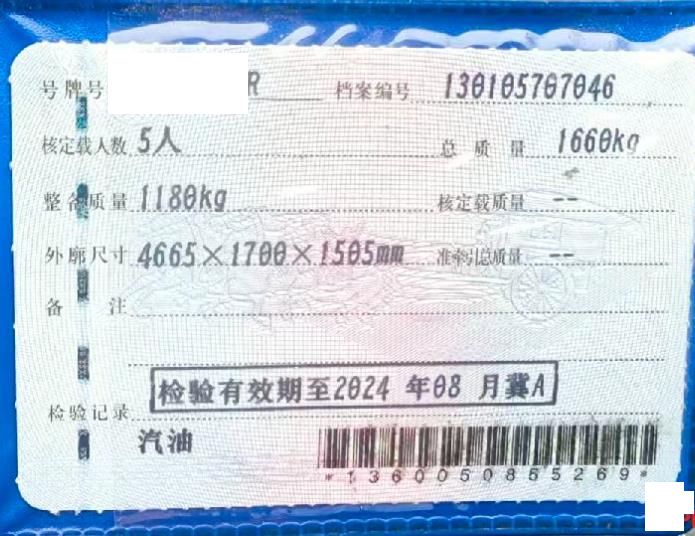 号牌号 R 档案编号 130105707046
核定载人数 5人 总质量 1660kg
整备质量 1180kg 核定载质量 --
外廓尺寸 4665×1700×1505mm 准牵引总质量 --
备注
检验有效期至2024年08月冀A
检验记录
汽油
*1360050855269*